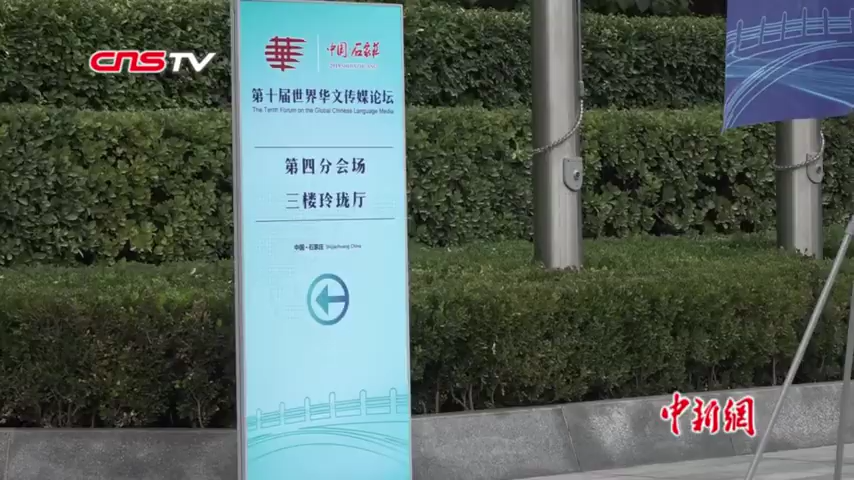 CNSTV
華
中国 石家莊
第十届世界华文传媒论坛
The Tenth Forum on the Global Chinese Language Media
第四分会场
三楼玲珑厅
中国·石家庄 Shijiazhuang China
中新網